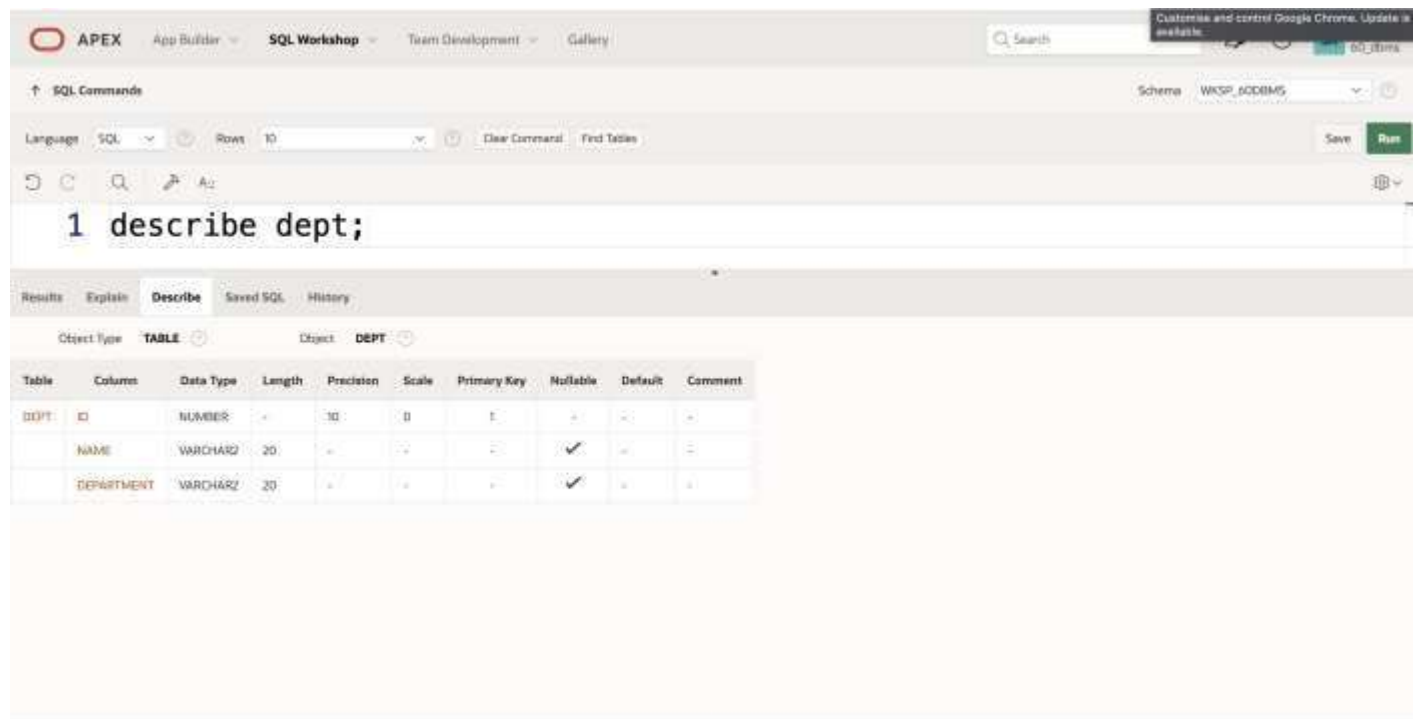 Customise and control Google Chrome. Update is available.
APEX App Builder SQL Workshop Team Development Gallery Search 60_dbms
↑ SQL Commands Schema WKSP_60DBMS
Language SQL Rows 10 Clear Command Find Tables Save Run
1 describe dept;
Results Explain Describe Saved SQL History
Object Type TABLE Object DEPT
Table Column Data Type Length Precision Scale Primary Key Nullable Default Comment
DEPT ID NUMBER - 10 0 1 - - -
NAME VARCHAR2 20 - - - ✓ - -
DEPARTMENT VARCHAR2 20 - - - ✓ - -